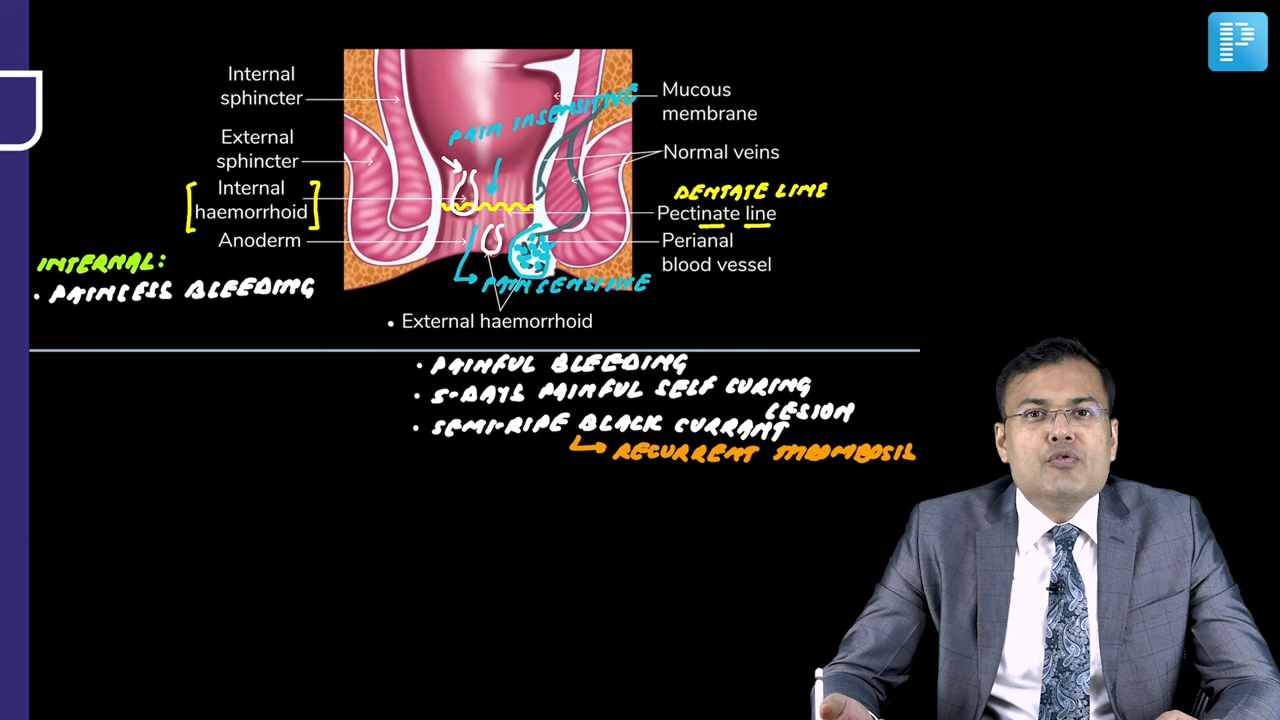 Internal
sphincter
External
sphincter
Internal
haemorrhoid
Anoderm
INTERNAL:
• PAINLESS BLEEDING
PAIN INSENSITIVE
PAIN SENSITIVE
Mucous
membrane
Normal veins
DENTATE LINE
Pectinate line
Perianal
blood vessel
• External haemorrhoid
• PAINFUL BLEEDING
• 5-DAYS PAINFUL SELF CURING
LESION
• SEMI-RIPE BLACK CURRANT
RECURRENT THROMBOSIS
P